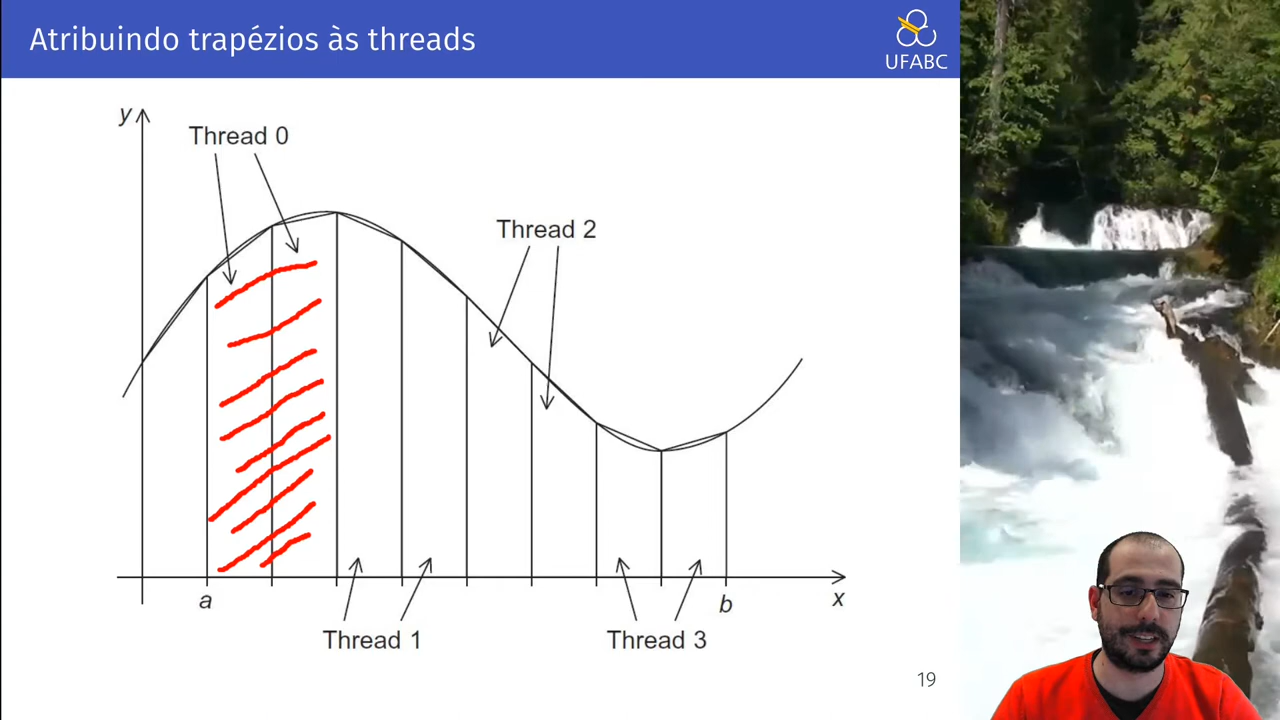 Atribuindo trapézios às threads
UFABC
y
Thread 0
Thread 2
a
b
x
Thread 1
Thread 3
19